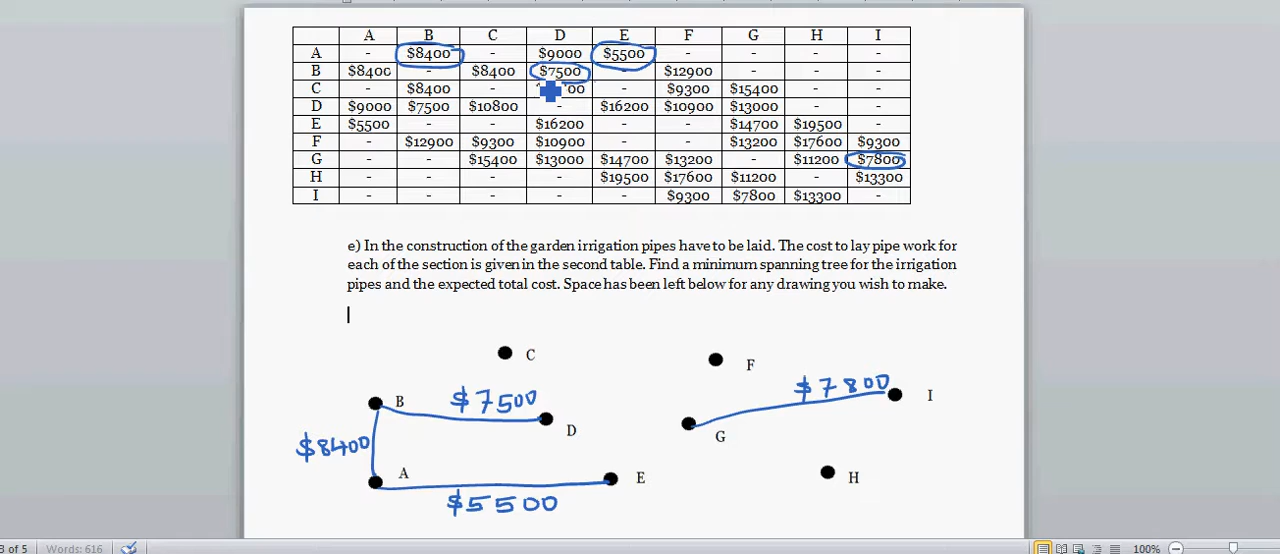 A B C D E F G H I
A - $8400 - $9000 $5500 - - - -
B $8400 - $8400 $7500 - $12900 - - -
C - $8400 - - $9300 $15400 - -
D $9000 $7500 $10800 - $16200 $10900 $13000 - -
E $5500 - - $16200 - - $14700 $19500 -
F - $12900 $9300 $10900 - - $13200 $17600 $9300
G - - $15400 $13000 $14700 $13200 - $11200 $7800
H - - - - $19500 $17600 $11200 - $13300
I - - - - - $9300 $7800 $13300 -
e) In the construction of the garden irrigation pipes have to be laid. The cost to lay pipe work for
each of the section is given in the second table. Find a minimum spanning tree for the irrigation
pipes and the expected total cost. Space has been left below for any drawing you wish to make.
C
F
$7800
I
B
$7500
D
G
$8400
A
E
H
$5500
of 5
Words: 616
100%